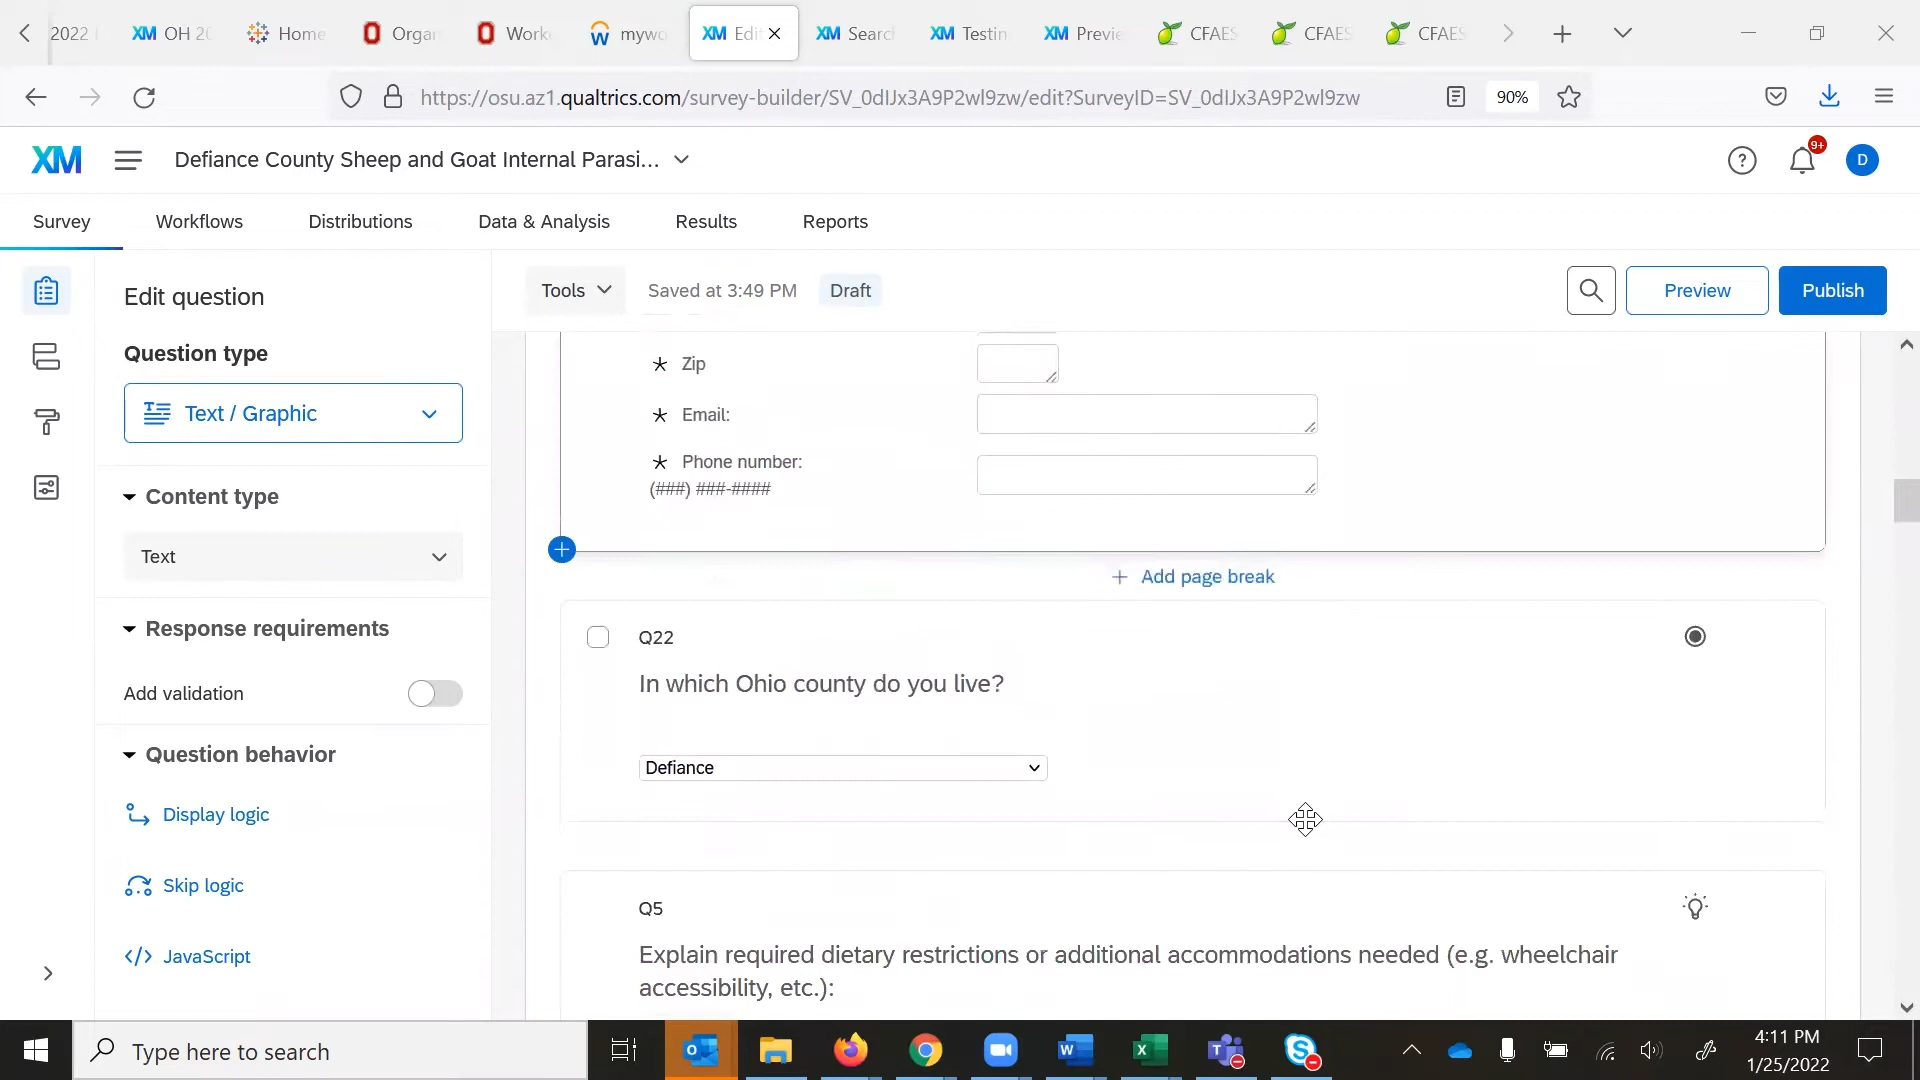 2022
XM OH 20
Home
Organ
Work
mywo
XM Edit
XM Search
XM Testin
XM Previe
CFAES
CFAES
CFAES
https://osu.az1.qualtrics.com/survey-builder/SV_0dIJx3A9P2wl9zw/edit?SurveyID=SV_0dIJx3A9P2wl9zw
90%
XM
Defiance County Sheep and Goat Internal Parasi...
9+
D
Survey
Workflows
Distributions
Data & Analysis
Results
Reports
Edit question
Tools
Saved at 3:49 PM
Draft
Preview
Publish
Question type
Text / Graphic
Content type
Text
Response requirements
Add validation
Question behavior
Display logic
Skip logic
JavaScript
* Zip
* Email:
* Phone number:
(###) ###-####
+ Add page break
Q22
In which Ohio county do you live?
Defiance
Q5
Explain required dietary restrictions or additional accommodations needed (e.g. wheelchair
accessibility, etc.):
Type here to search
4:11 PM
1/25/2022